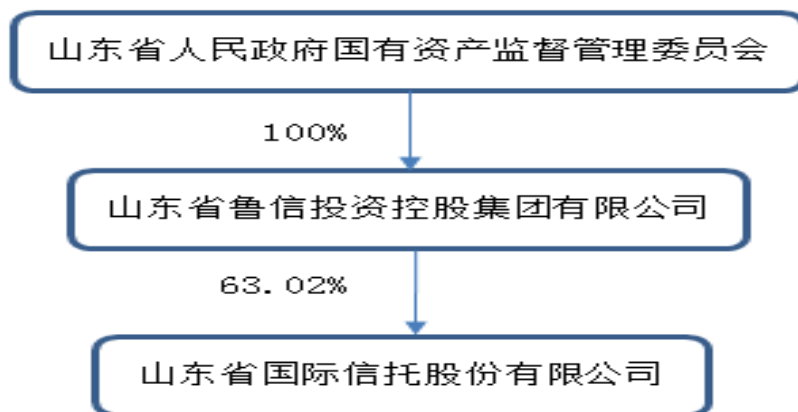 山东省人民政府国有资产监督管理委员会
100%
山东省鲁信投资控股集团有限公司
63.02%
山东省国际信托股份有限公司